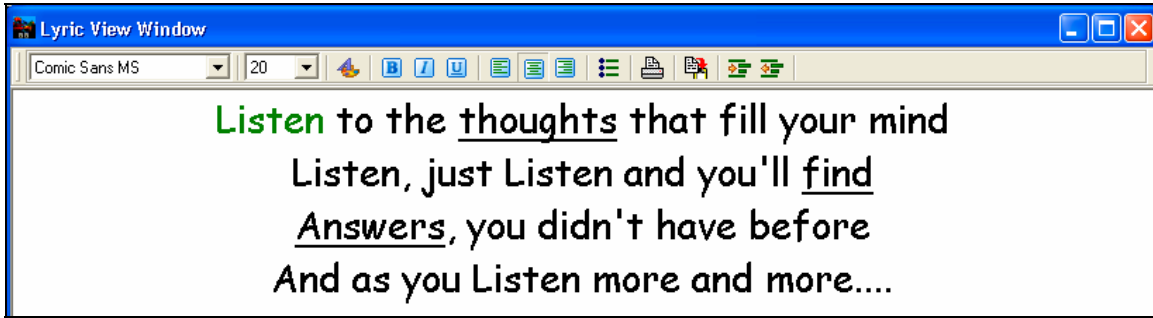 Lyric View Window
Comic Sans MS 20 B I U
Listen to the thoughts that fill your mind
Listen, just Listen and you'll find
Answers, you didn't have before
And as you Listen more and more....